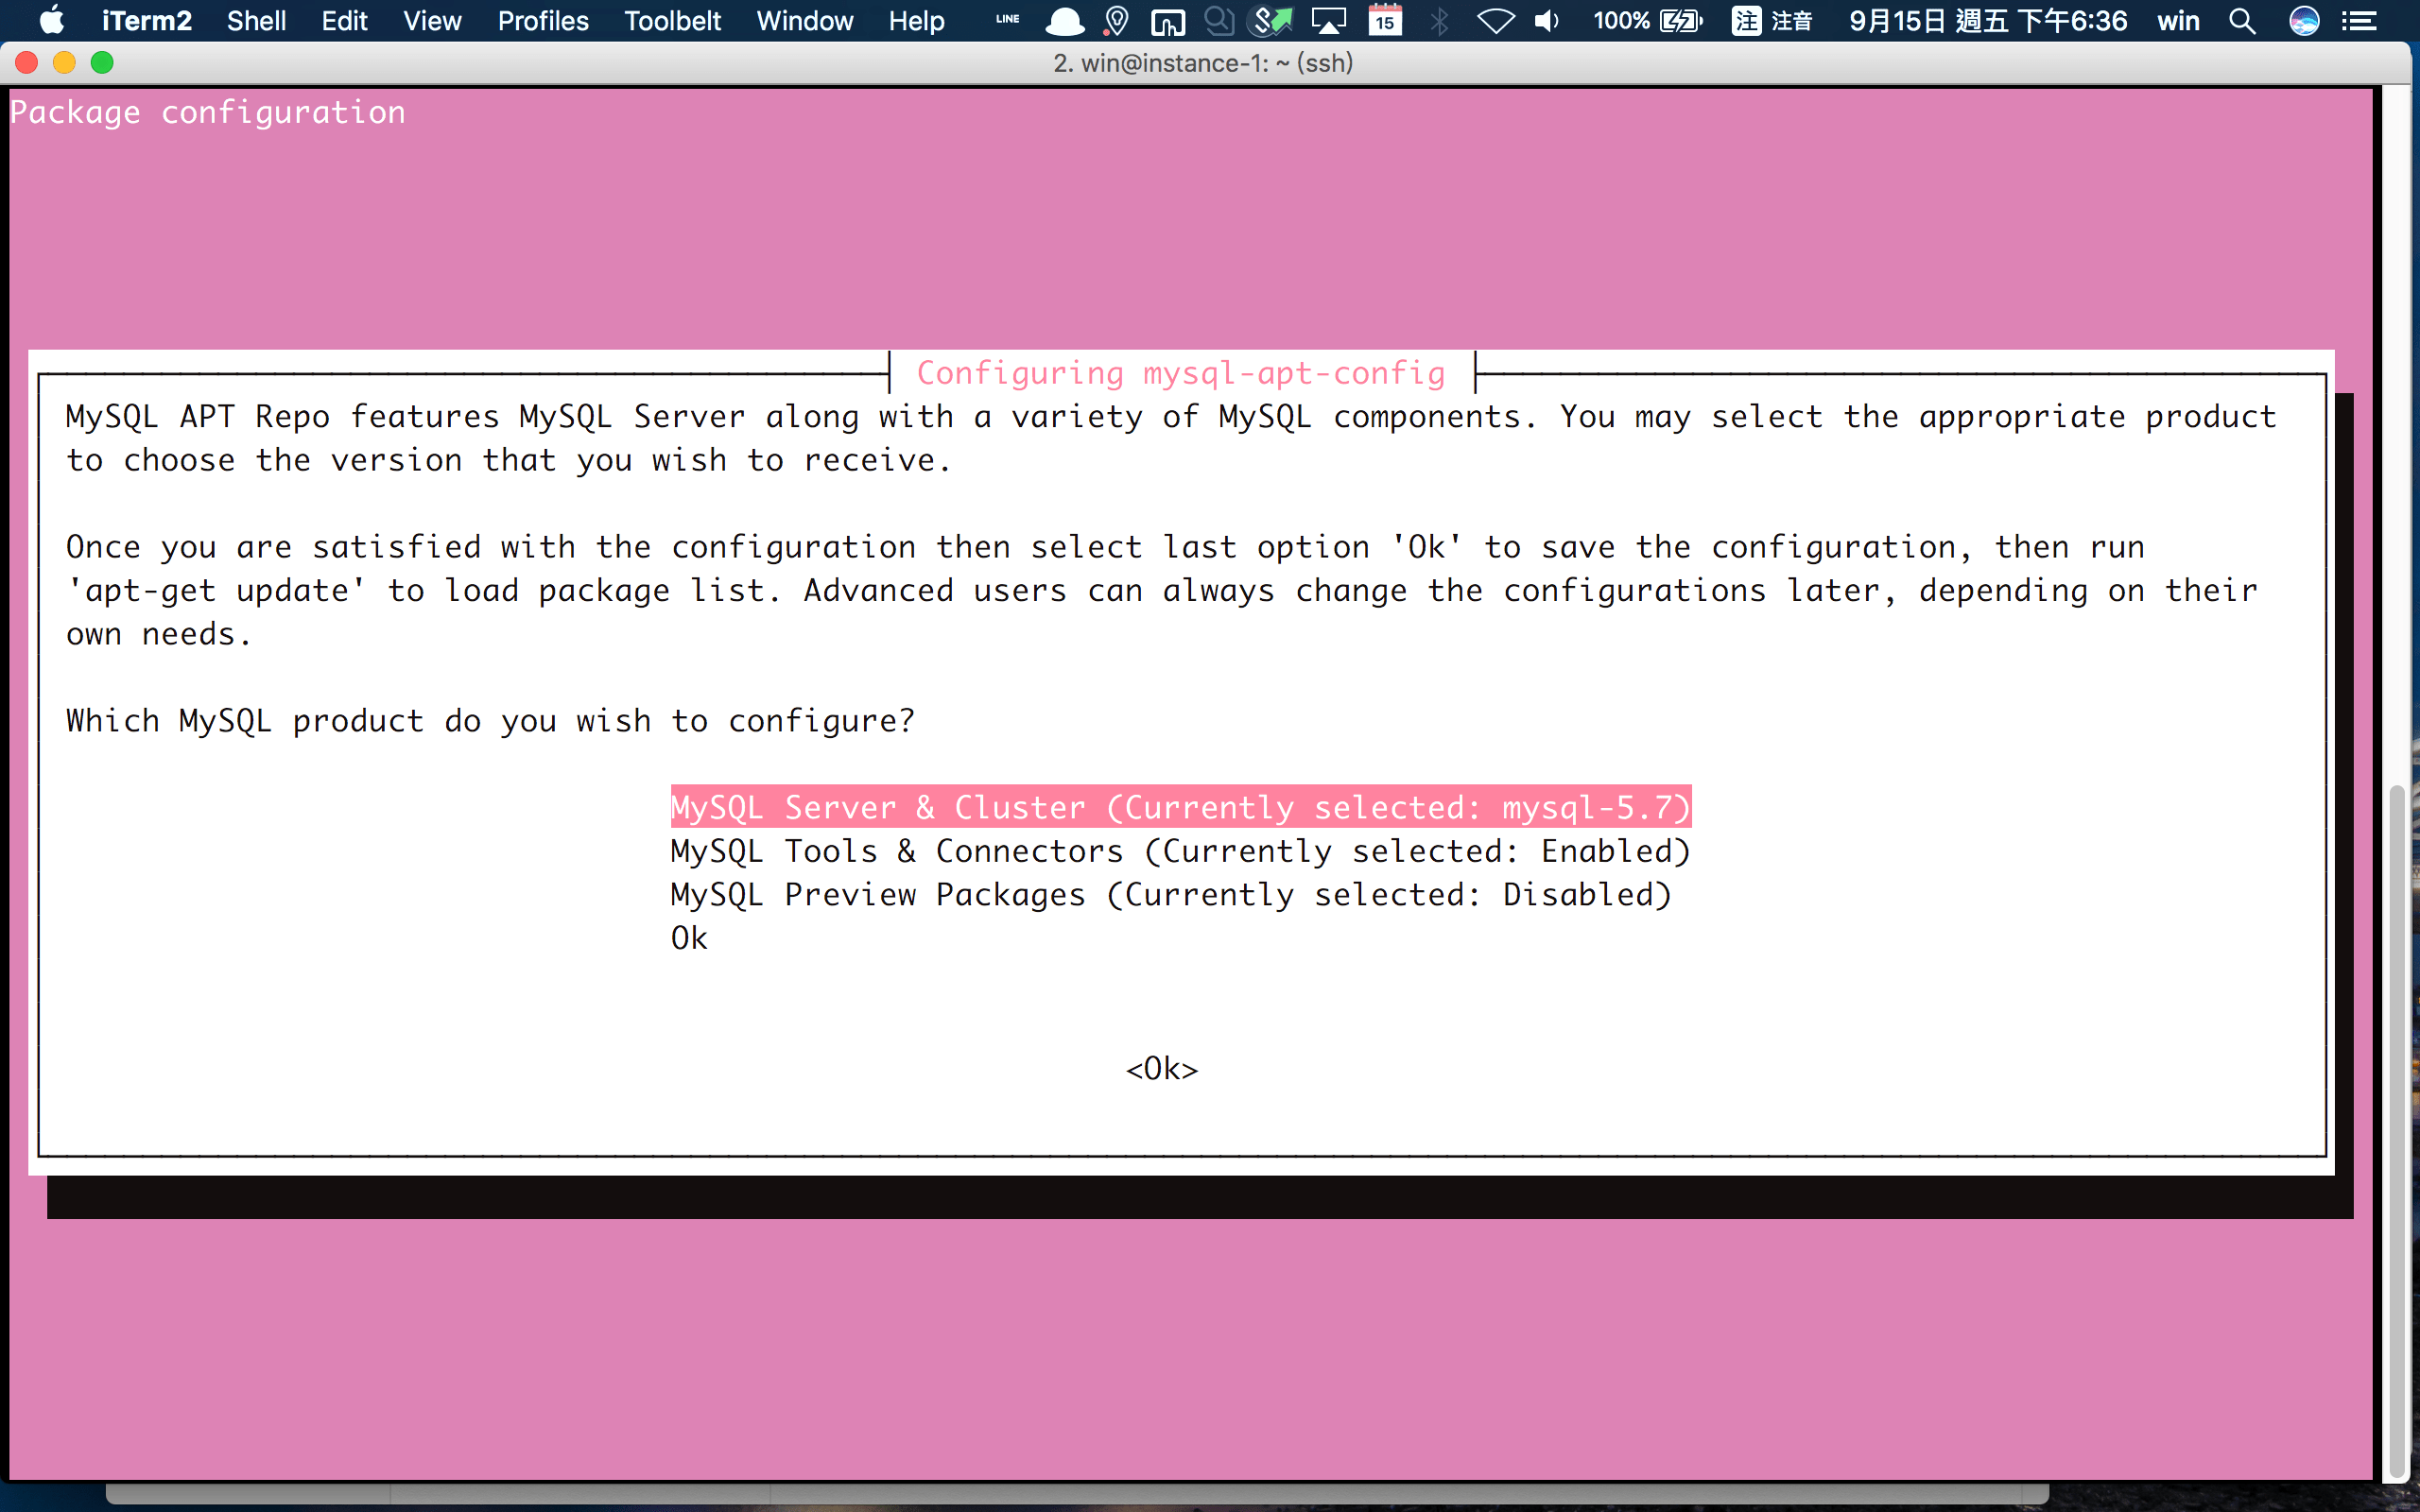 iTerm2 Shell Edit View Profiles Toolbelt Window Help LINE 15 100% 注 注音 9月15日 週五 下午6:36 win
2. win@instance-1: ~ (ssh)
Package configuration
Configuring mysql-apt-config
MySQL APT Repo features MySQL Server along with a variety of MySQL components. You may select the appropriate product
to choose the version that you wish to receive.
Once you are satisfied with the configuration then select last option 'Ok' to save the configuration, then run
'apt-get update' to load package list. Advanced users can always change the configurations later, depending on their
own needs.
Which MySQL product do you wish to configure?
MySQL Server & Cluster (Currently selected: mysql-5.7)
MySQL Tools & Connectors (Currently selected: Enabled)
MySQL Preview Packages (Currently selected: Disabled)
Ok
<Ok>